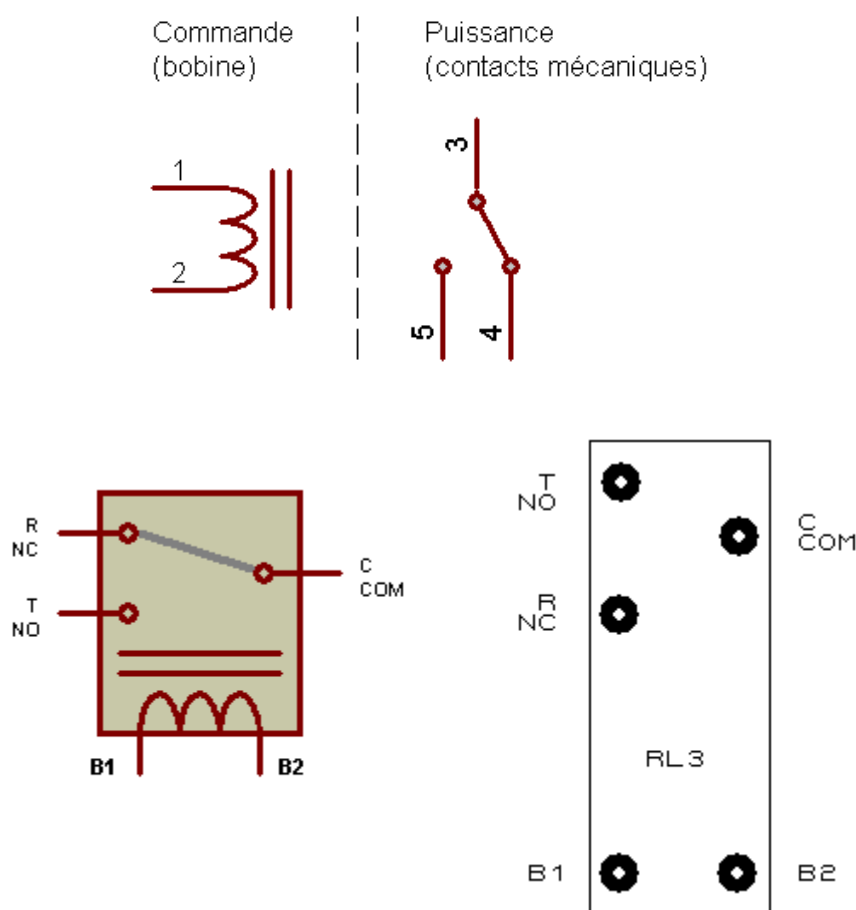 Commande
(bobine)
Puissance
(contacts mécaniques)
1
2
3
5
4
R
NC
T
NO
C
COM
B1
B2
T
NO
C
COM
R
NC
RL3
B1
B2